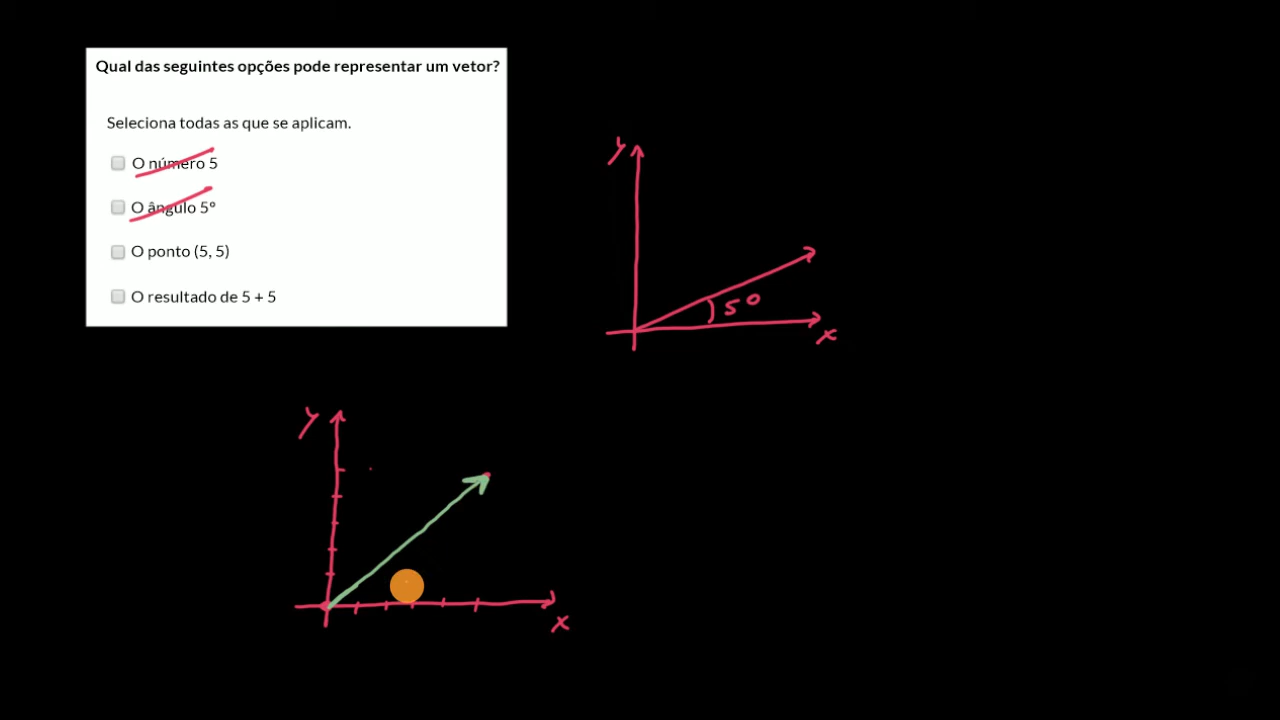 Qual das seguintes opções pode representar um vetor?
Seleciona todas as que se aplicam.
O número 5
O ângulo 5º
O ponto (5, 5)
O resultado de 5 + 5
y
5º
x
y
x